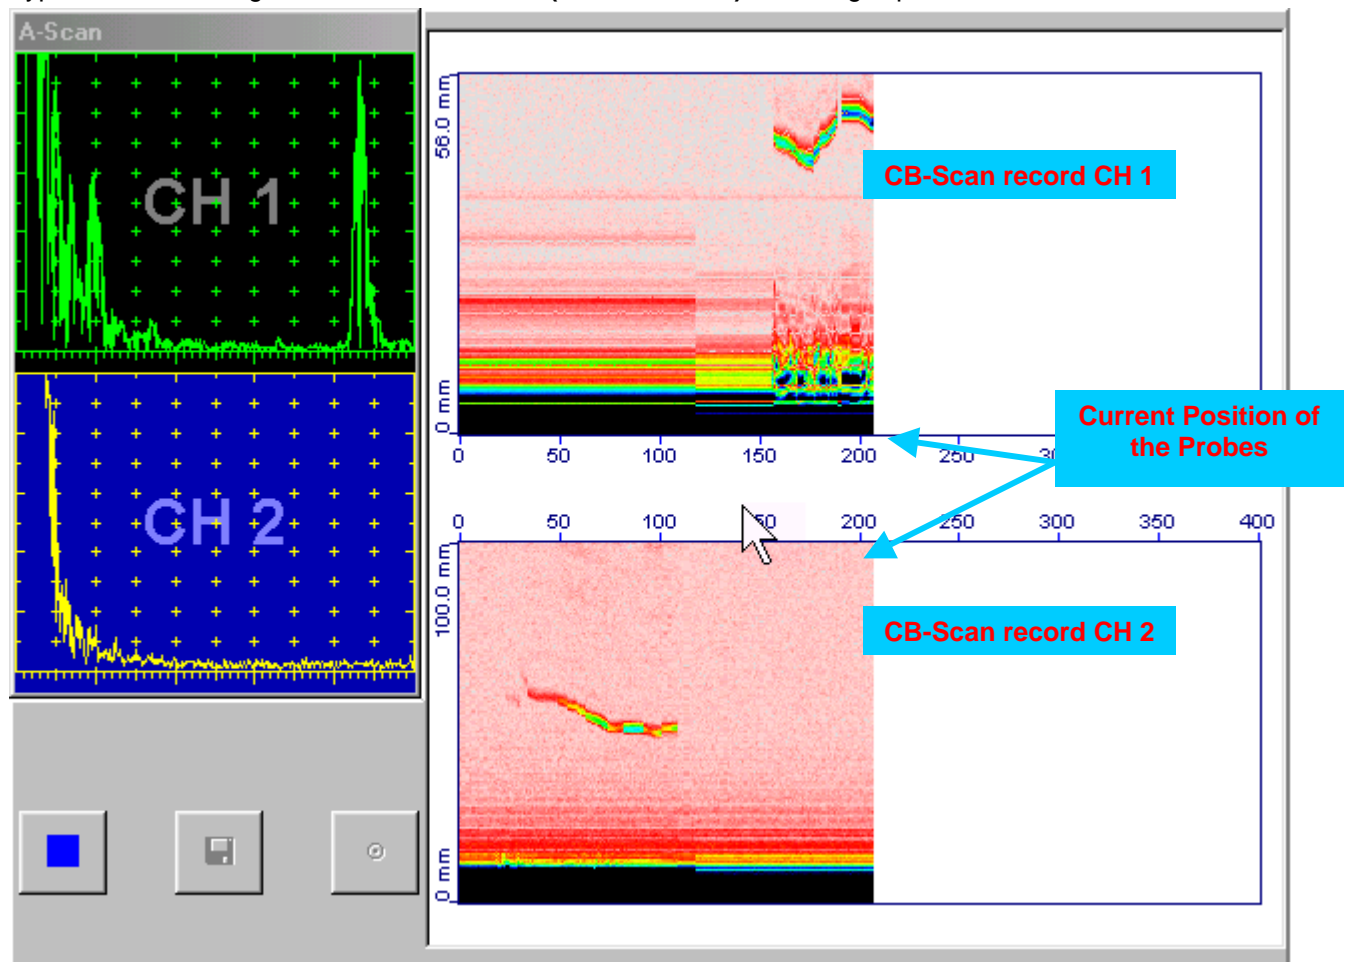 A-Scan
CH 1
CH 2
56.0 mm
0 mm
CB-Scan record CH 1
Current Position of
the Probes
0 50 100 150 200 250
0 50 100 200 250 300 350 400
100.0 mm
0 mm
CB-Scan record CH 2